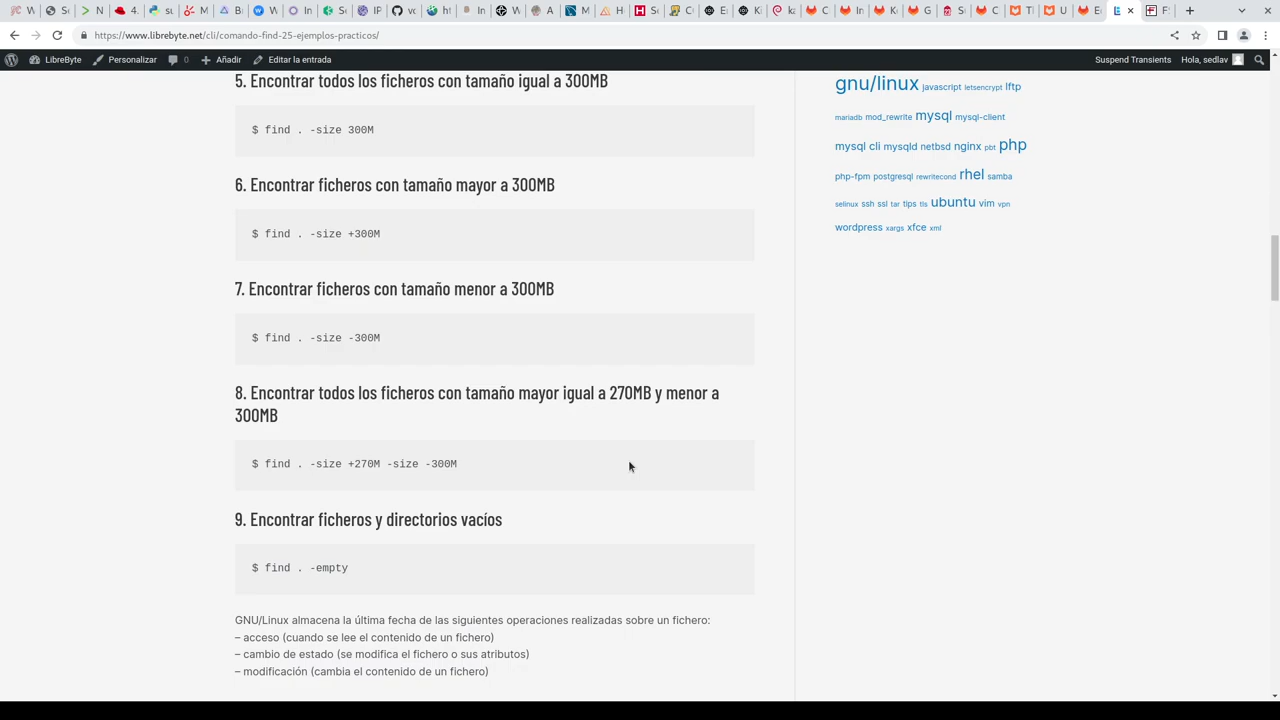 https://www.librebyte.net/cli/comando-find-25-ejemplos-practicos/
LibreByte
Personalizar
0
Añadir
Editar la entrada
Suspend Transients
Hola, sedlav
5. Encontrar todos los ficheros con tamaño igual a 300MB
$ find . -size 300M
6. Encontrar ficheros con tamaño mayor a 300MB
$ find . -size +300M
7. Encontrar ficheros con tamaño menor a 300MB
$ find . -size -300M
8. Encontrar todos los ficheros con tamaño mayor igual a 270MB y menor a
300MB
$ find . -size +270M -size -300M
9. Encontrar ficheros y directorios vacíos
$ find . -empty
GNU/Linux almacena la última fecha de las siguientes operaciones realizadas sobre un fichero:
– acceso (cuando se lee el contenido de un fichero)
– cambio de estado (se modifica el fichero o sus atributos)
– modificación (cambia el contenido de un fichero)
gnu/linux javascript letsencrypt lftp
mariadb mod_rewrite mysql mysql-client
mysql cli mysqld netbsd nginx pbt php
php-fpm postgresql rewritecond rhel samba
selinux ssh ssl tar tips tls ubuntu vim vpn
wordpress xargs xfce xml